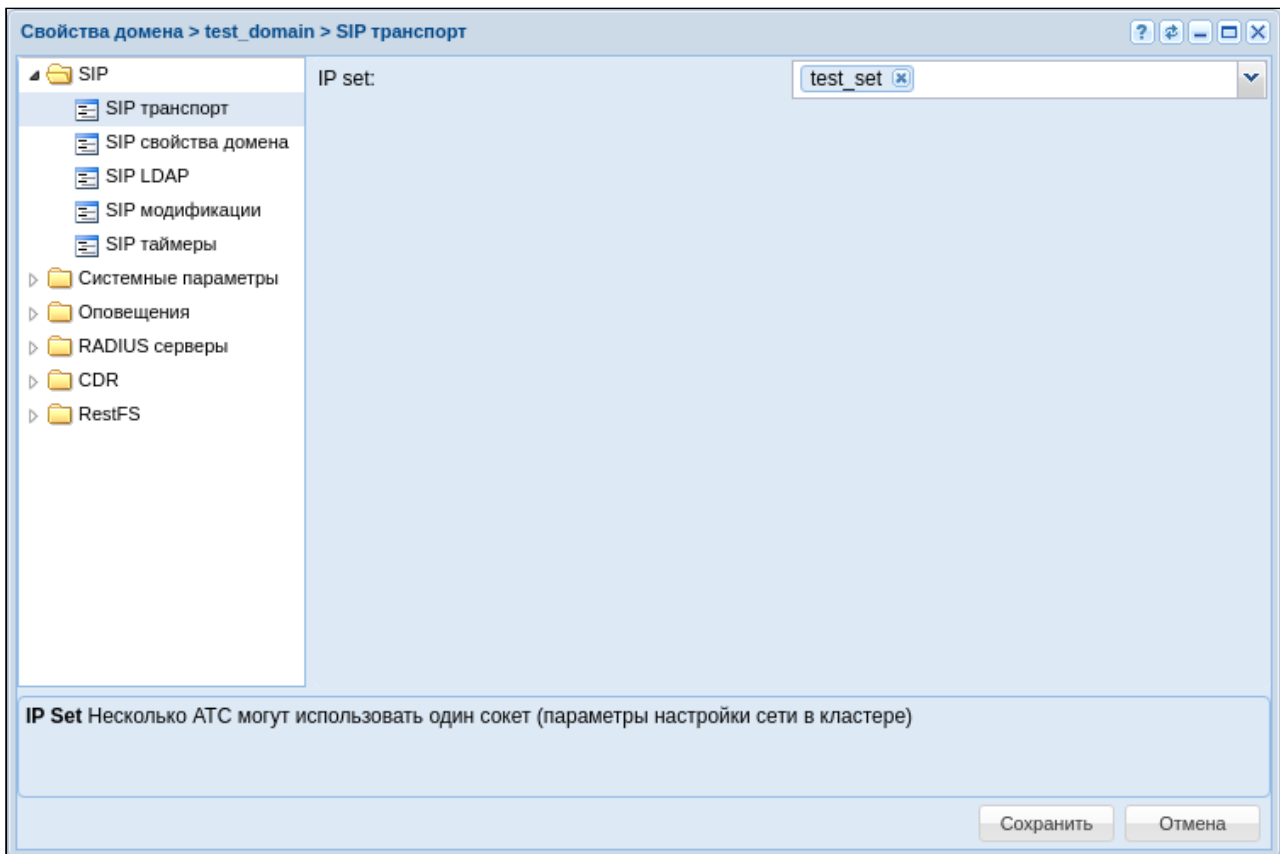 Свойства домена > test_domain > SIP транспорт
SIP
IP set:
test_set
SIP транспорт
SIP свойства домена
SIP LDAP
SIP модификации
SIP таймеры
Системные параметры
Оповещения
RADIUS серверы
CDR
RestFS
IP Set Несколько АТС могут использовать один сокет (параметры настройки сети в кластере)
Сохранить
Отмена